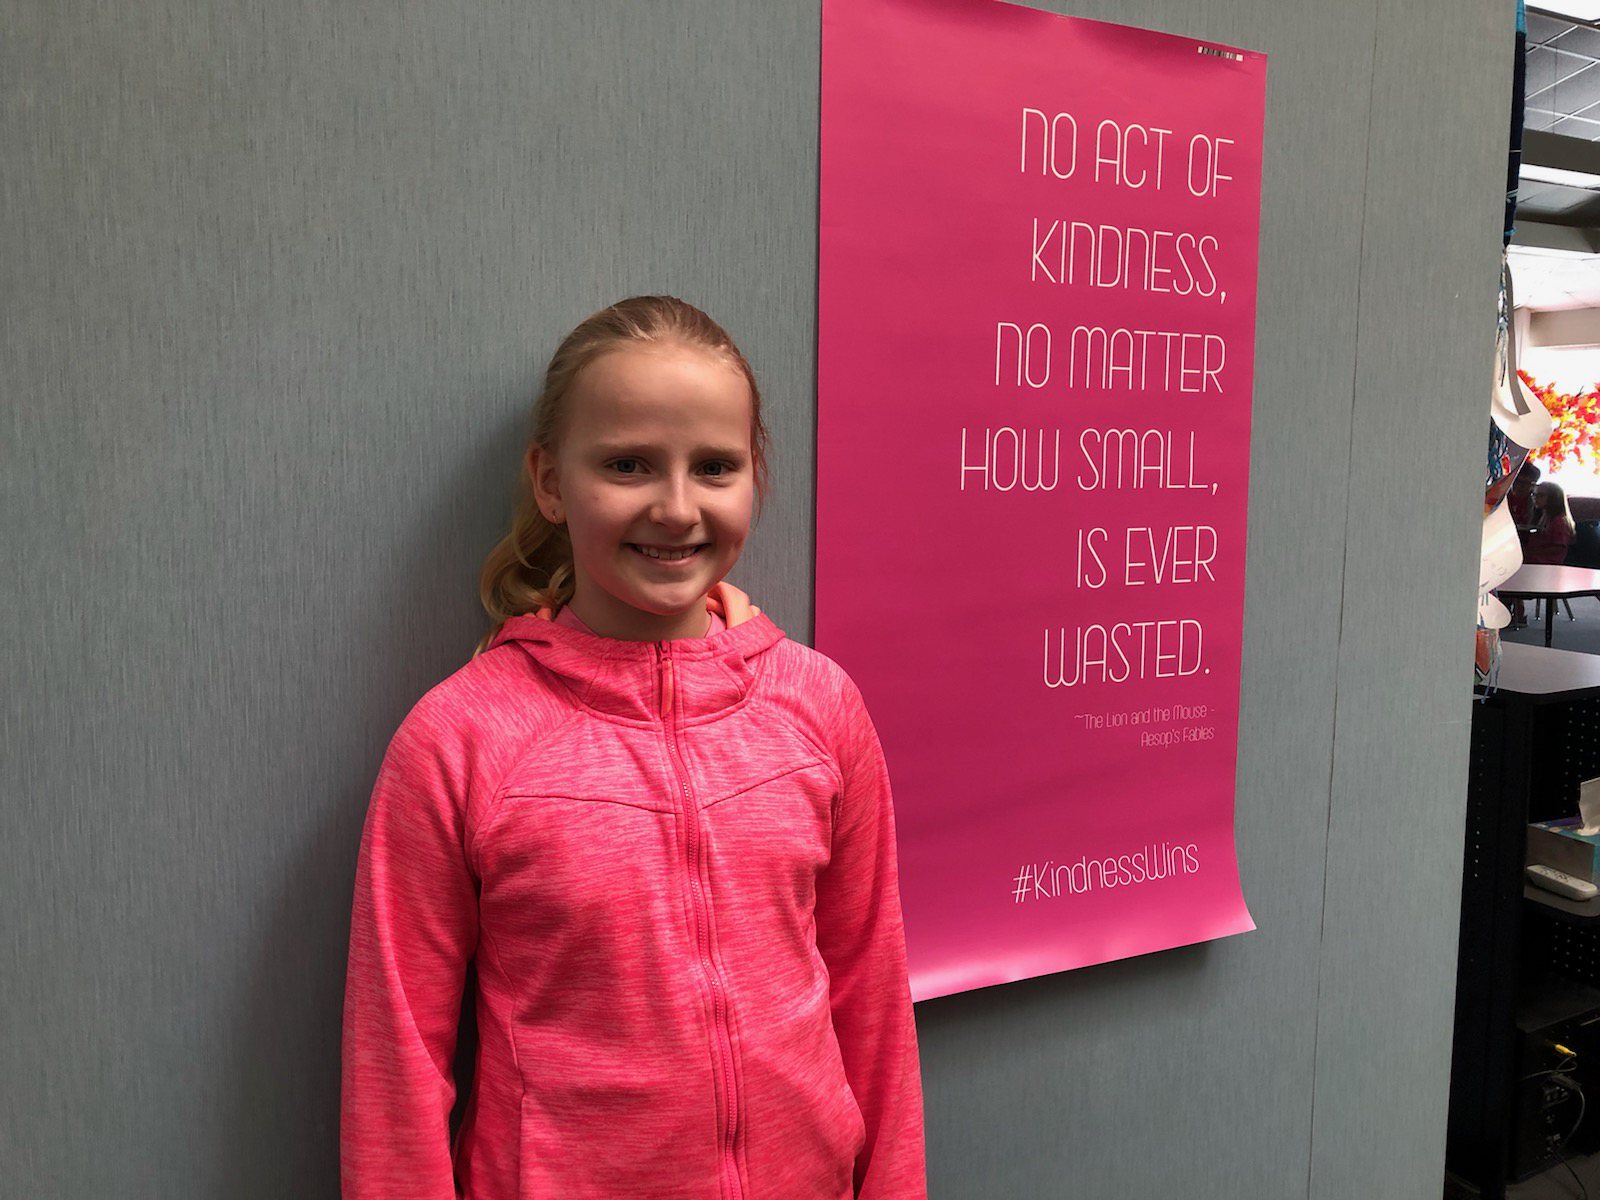 NO ACT OF
KINDNESS,
NO MATTER
HOW SMALL,
IS EVER
WASTED.
~The Lion and the Mouse -
Aesop's Fables
#KindnessWins